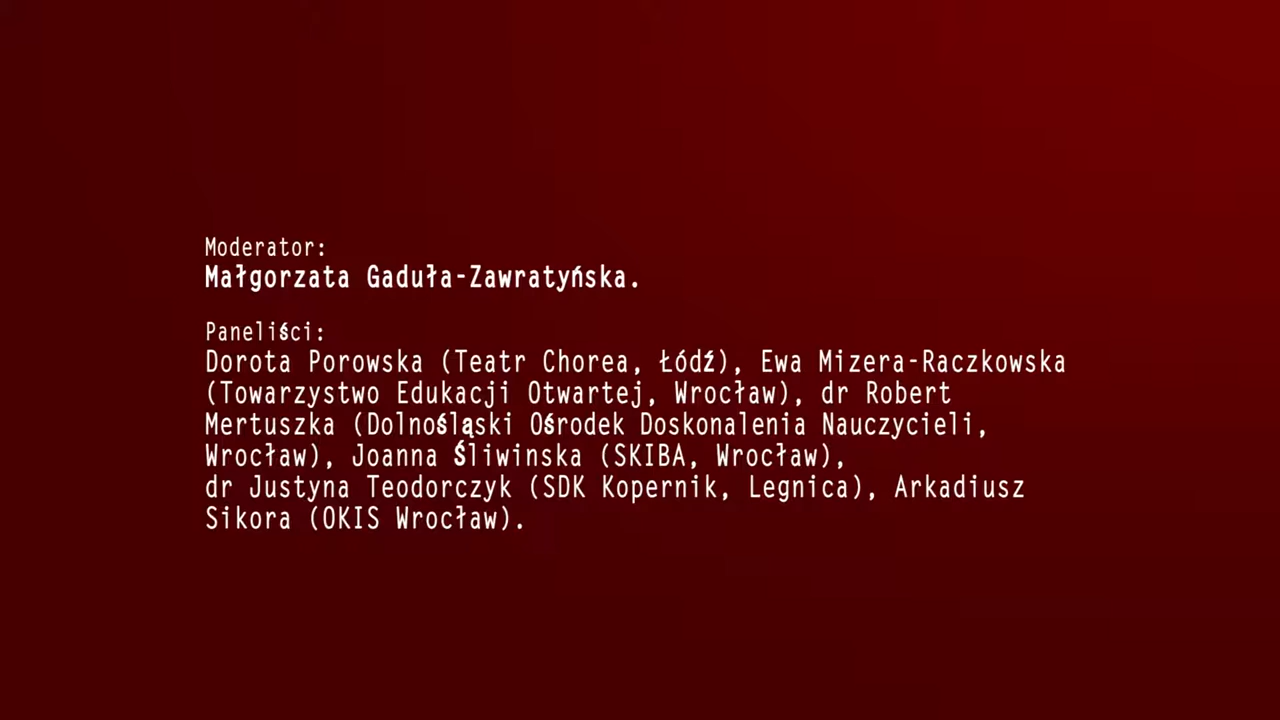 Moderator:
Małgorzata Gaduła-Zawratyńska.
Paneliści:
Dorota Porowska (Teatr Chorea, Łódź), Ewa Mizera-Raczkowska
(Towarzystwo Edukacji Otwartej, Wrocław), dr Robert
Mertuszka (Dolnośląski Ośrodek Doskonalenia Nauczycieli,
Wrocław), Joanna Śliwinska (SKIBA, Wrocław),
dr Justyna Teodorczyk (SDK Kopernik, Legnica), Arkadiusz
Sikora (OKIS Wrocław).